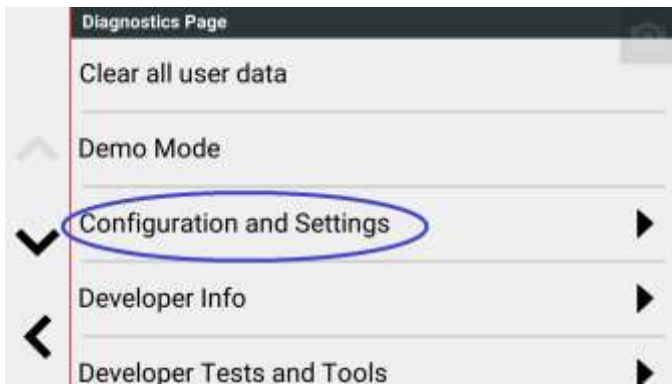 Diagnostics Page
Clear all user data
Demo Mode
Configuration and Settings
Developer Info
Developer Tests and Tools